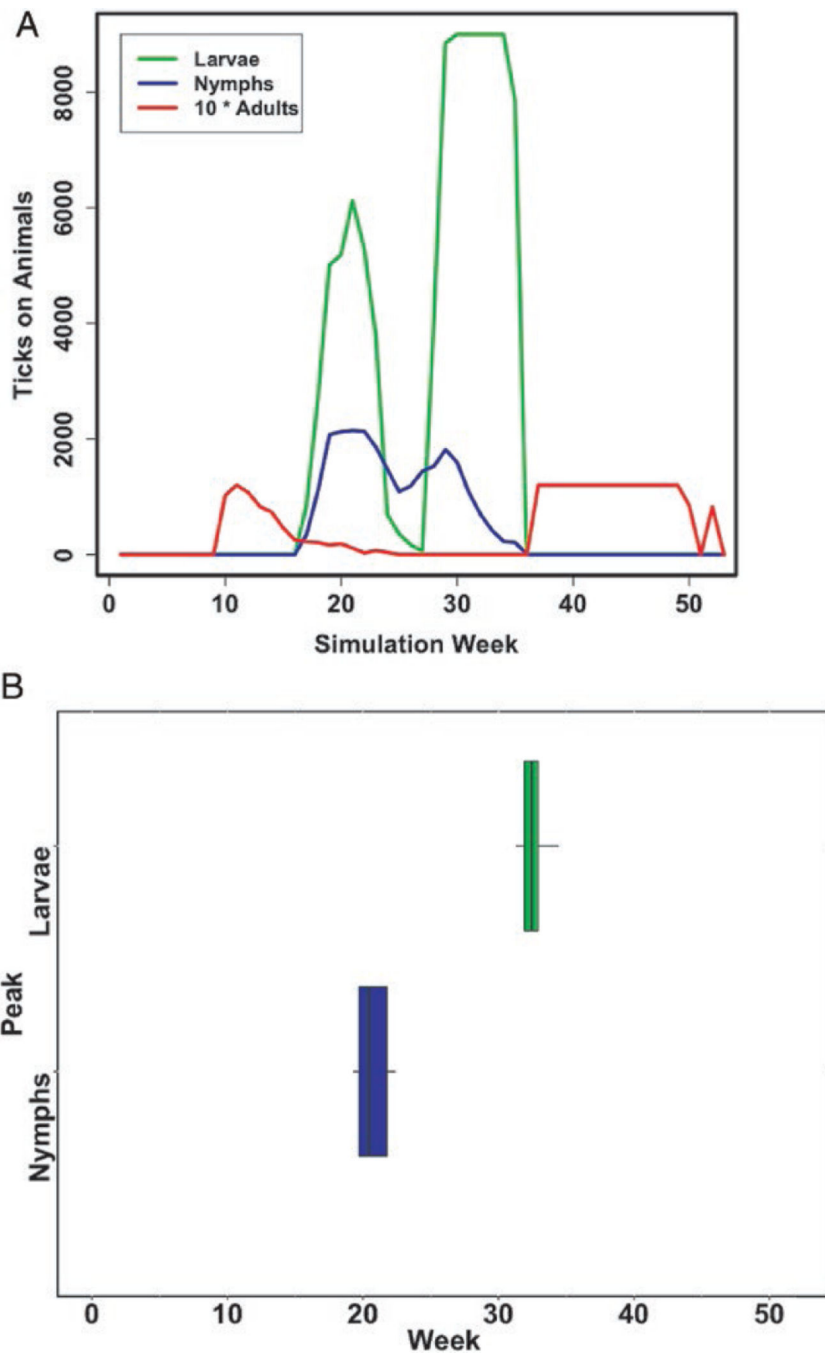 A
Larvae
Nymphs
10 * Adults
Ticks on Animals
8000
6000
4000
2000
0
0 10 20 30 40 50
Simulation Week
B
Peak
Larvae
Nymphs
0 10 20 30 40 50
Week